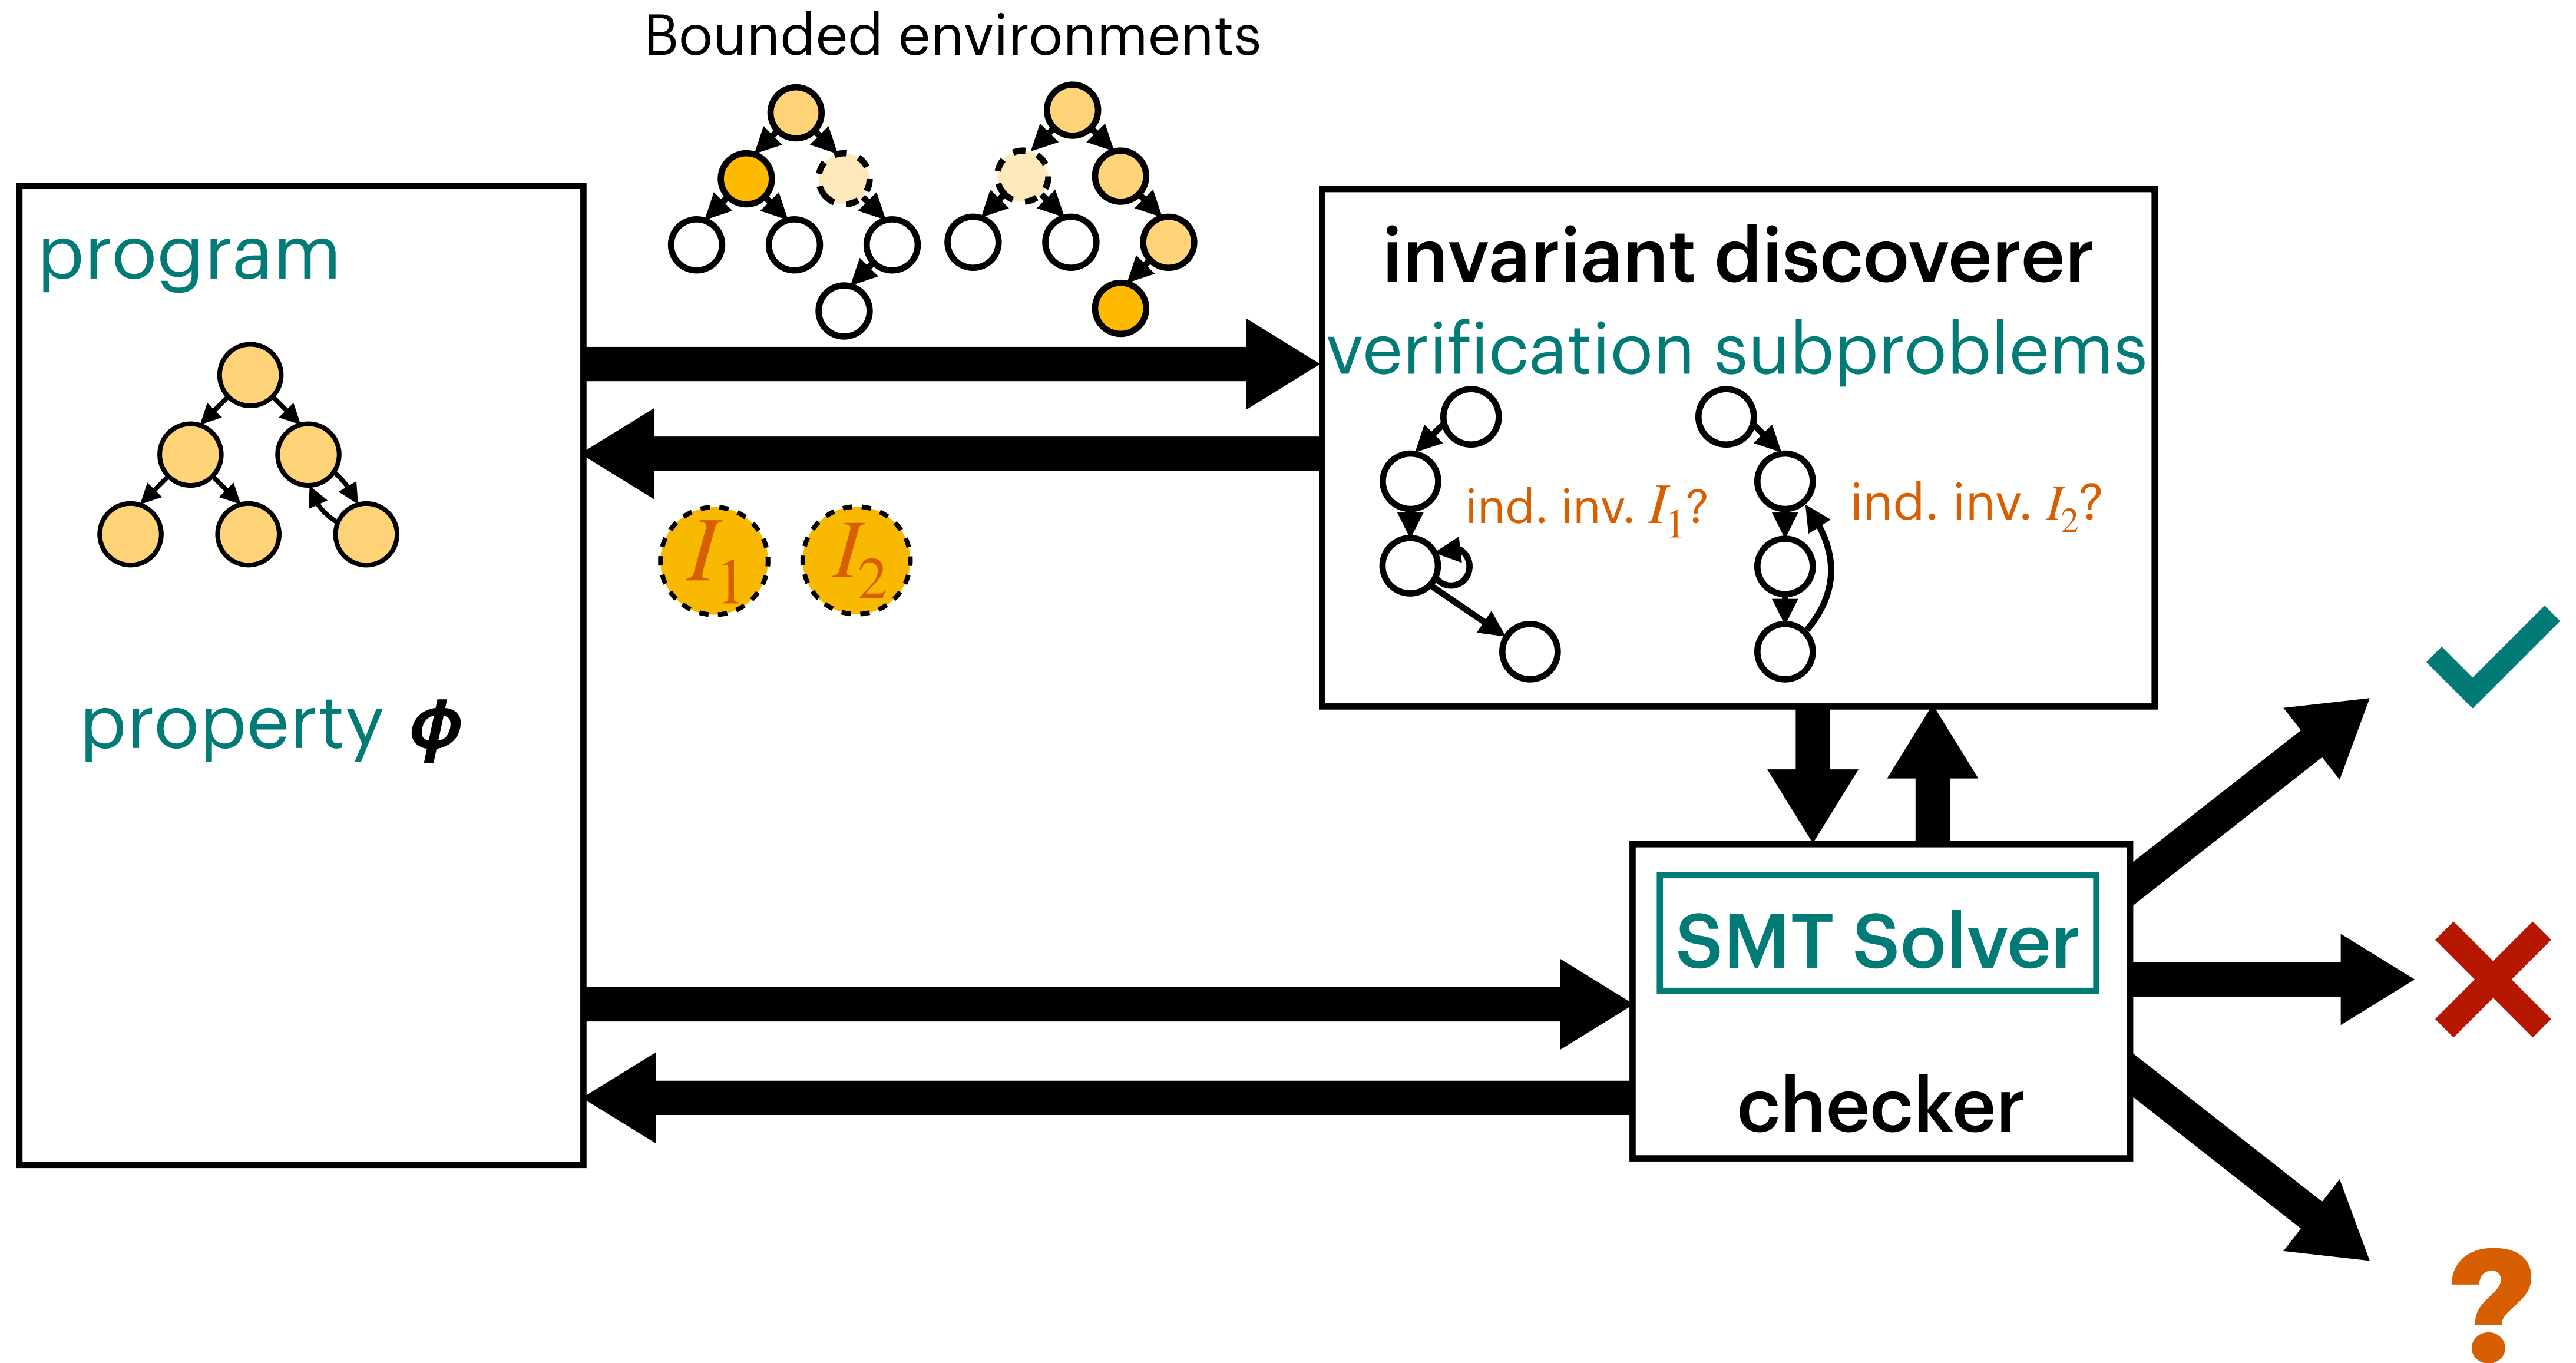 Bounded environments
program
property ϕ
I₁
I₂
invariant discoverer
verification subproblems
ind. inv. I₁?
ind. inv. I₂?
SMT Solver
checker
?